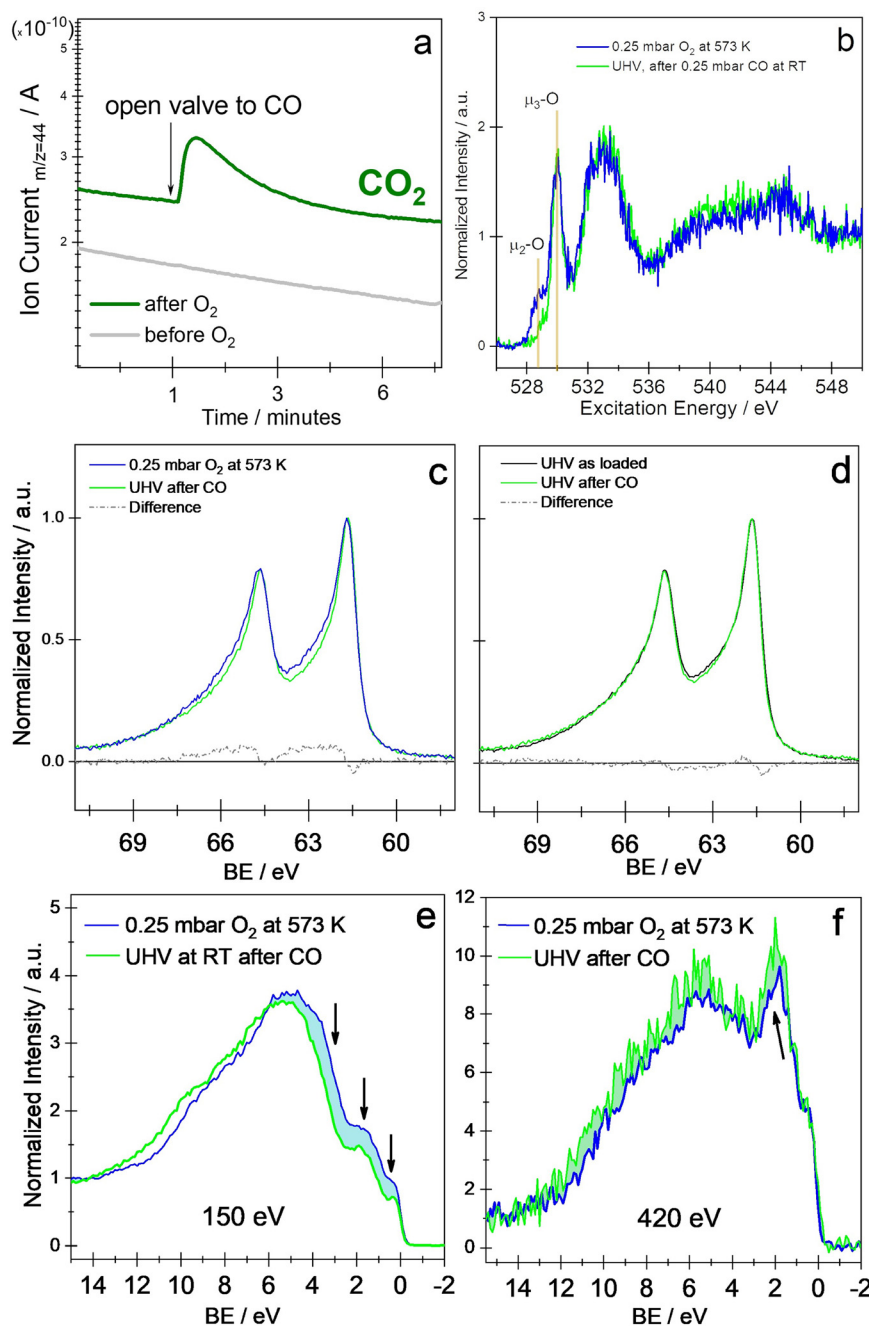 (×10⁻¹⁰)
a
5
4
3
2
Ion Current m/z=44 / A
open valve to CO
CO₂
after O₂
before O₂
1
3
6
Time / minutes
b
3
2
1
0
Normalized Intensity / a.u.
0.25 mbar O₂ at 573 K
UHV, after 0.25 mbar CO at RT
μ₃-O
μ₂-O
528
532
536
540
544
548
Excitation Energy / eV
c
0.25 mbar O₂ at 573 K
UHV after CO
Difference
Normalized Intensity / a.u.
1.0
0.5
0.0
69
66
63
60
BE / eV
d
UHV as loaded
UHV after CO
Difference
69
66
63
60
BE / eV
e
0.25 mbar O₂ at 573 K
UHV at RT after CO
Normalized Intensity / a.u.
5
4
3
2
1
0
150 eV
14
12
10
8
6
4
2
0
BE / eV
f
0.25 mbar O₂ at 573 K
UHV after CO
12
10
8
6
4
2
0
420 eV
14
12
10
8
6
4
2
0
-2
BE / eV